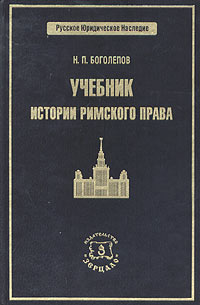 Русское Юридическое Наследие
Н. П. БОГОЛЕПОВ
УЧЕБНИК
ИСТОРИИ РИМСКОГО ПРАВА
ИЗДАТЕЛЬСТВО
"ЗЕРЦАЛО"